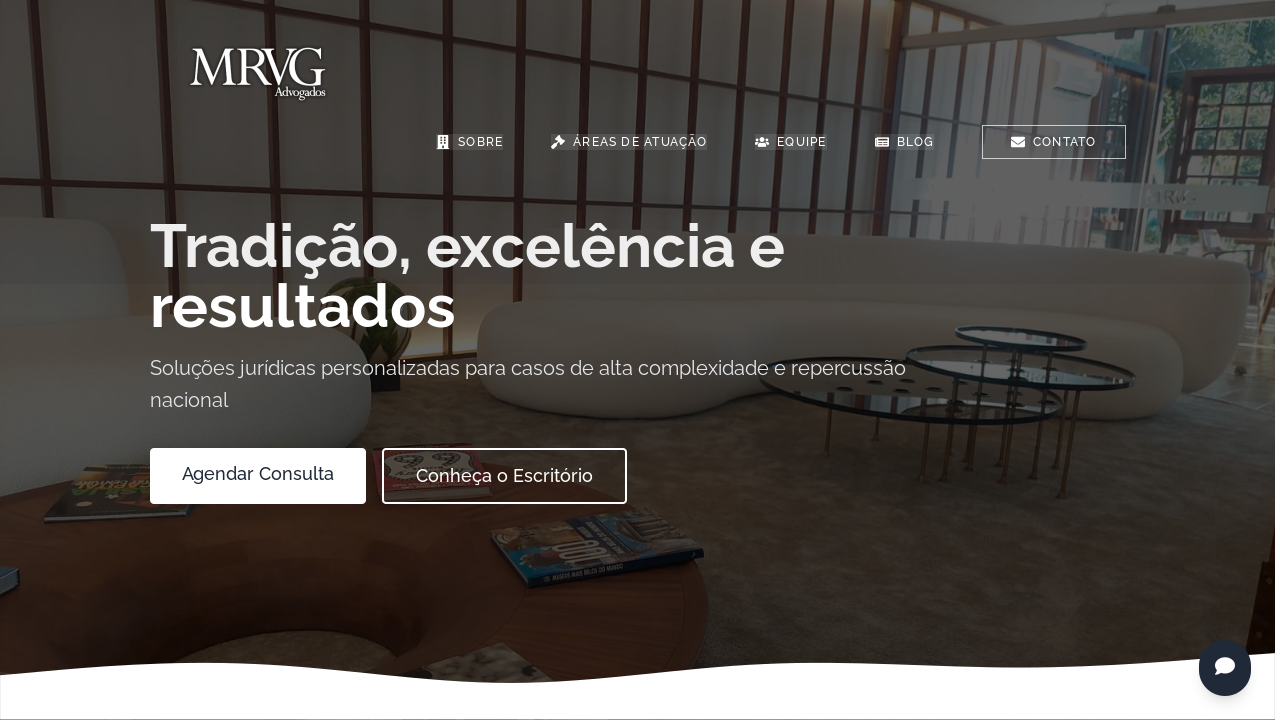 MRVG
Advogados
SOBRE
ÁREAS DE ATUAÇÃO
EQUIPE
BLOG
CONTATO
MRVG
Tradição, excelência e
resultados
Soluções jurídicas personalizadas para casos de alta complexidade e repercussão
nacional
Agendar Consulta
Conheça o Escritório